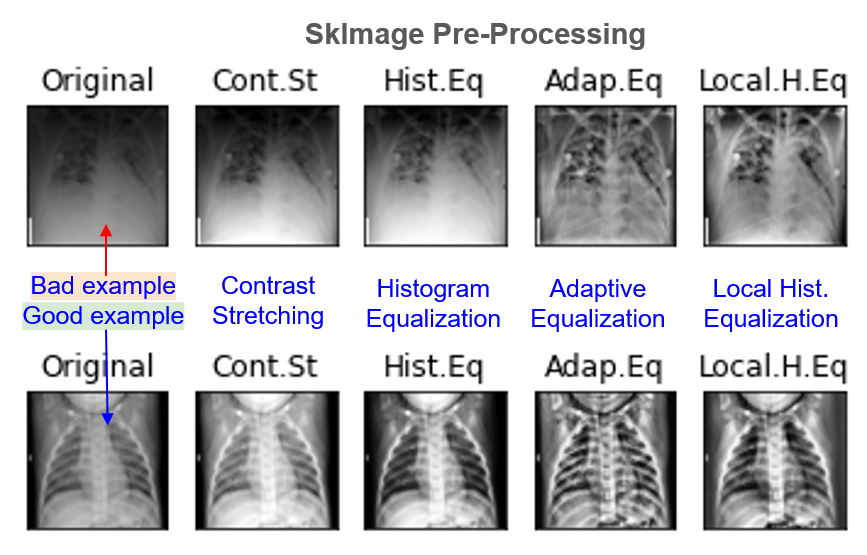 SkImage Pre-Processing
Original Cont.St Hist.Eq Adap.Eq Local.H.Eq
Bad example
Good example
Contrast
Stretching
Histogram
Equalization
Adaptive
Equalization
Local Hist.
Equalization
Original Cont.St Hist.Eq Adap.Eq Local.H.Eq